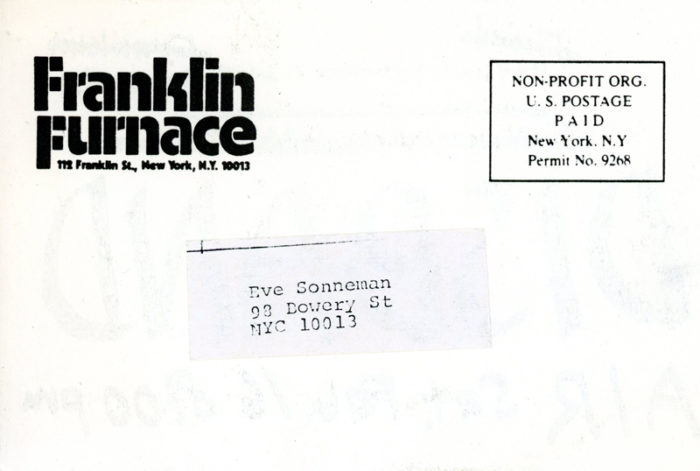 Franklin
Furnace
112 Franklin St., New York, N.Y. 10013
NON-PROFIT ORG.
U. S. POSTAGE
P A I D
New York, N.Y
Permit No. 9268
Eve Sonneman
98 Bowery St
NYC 10013